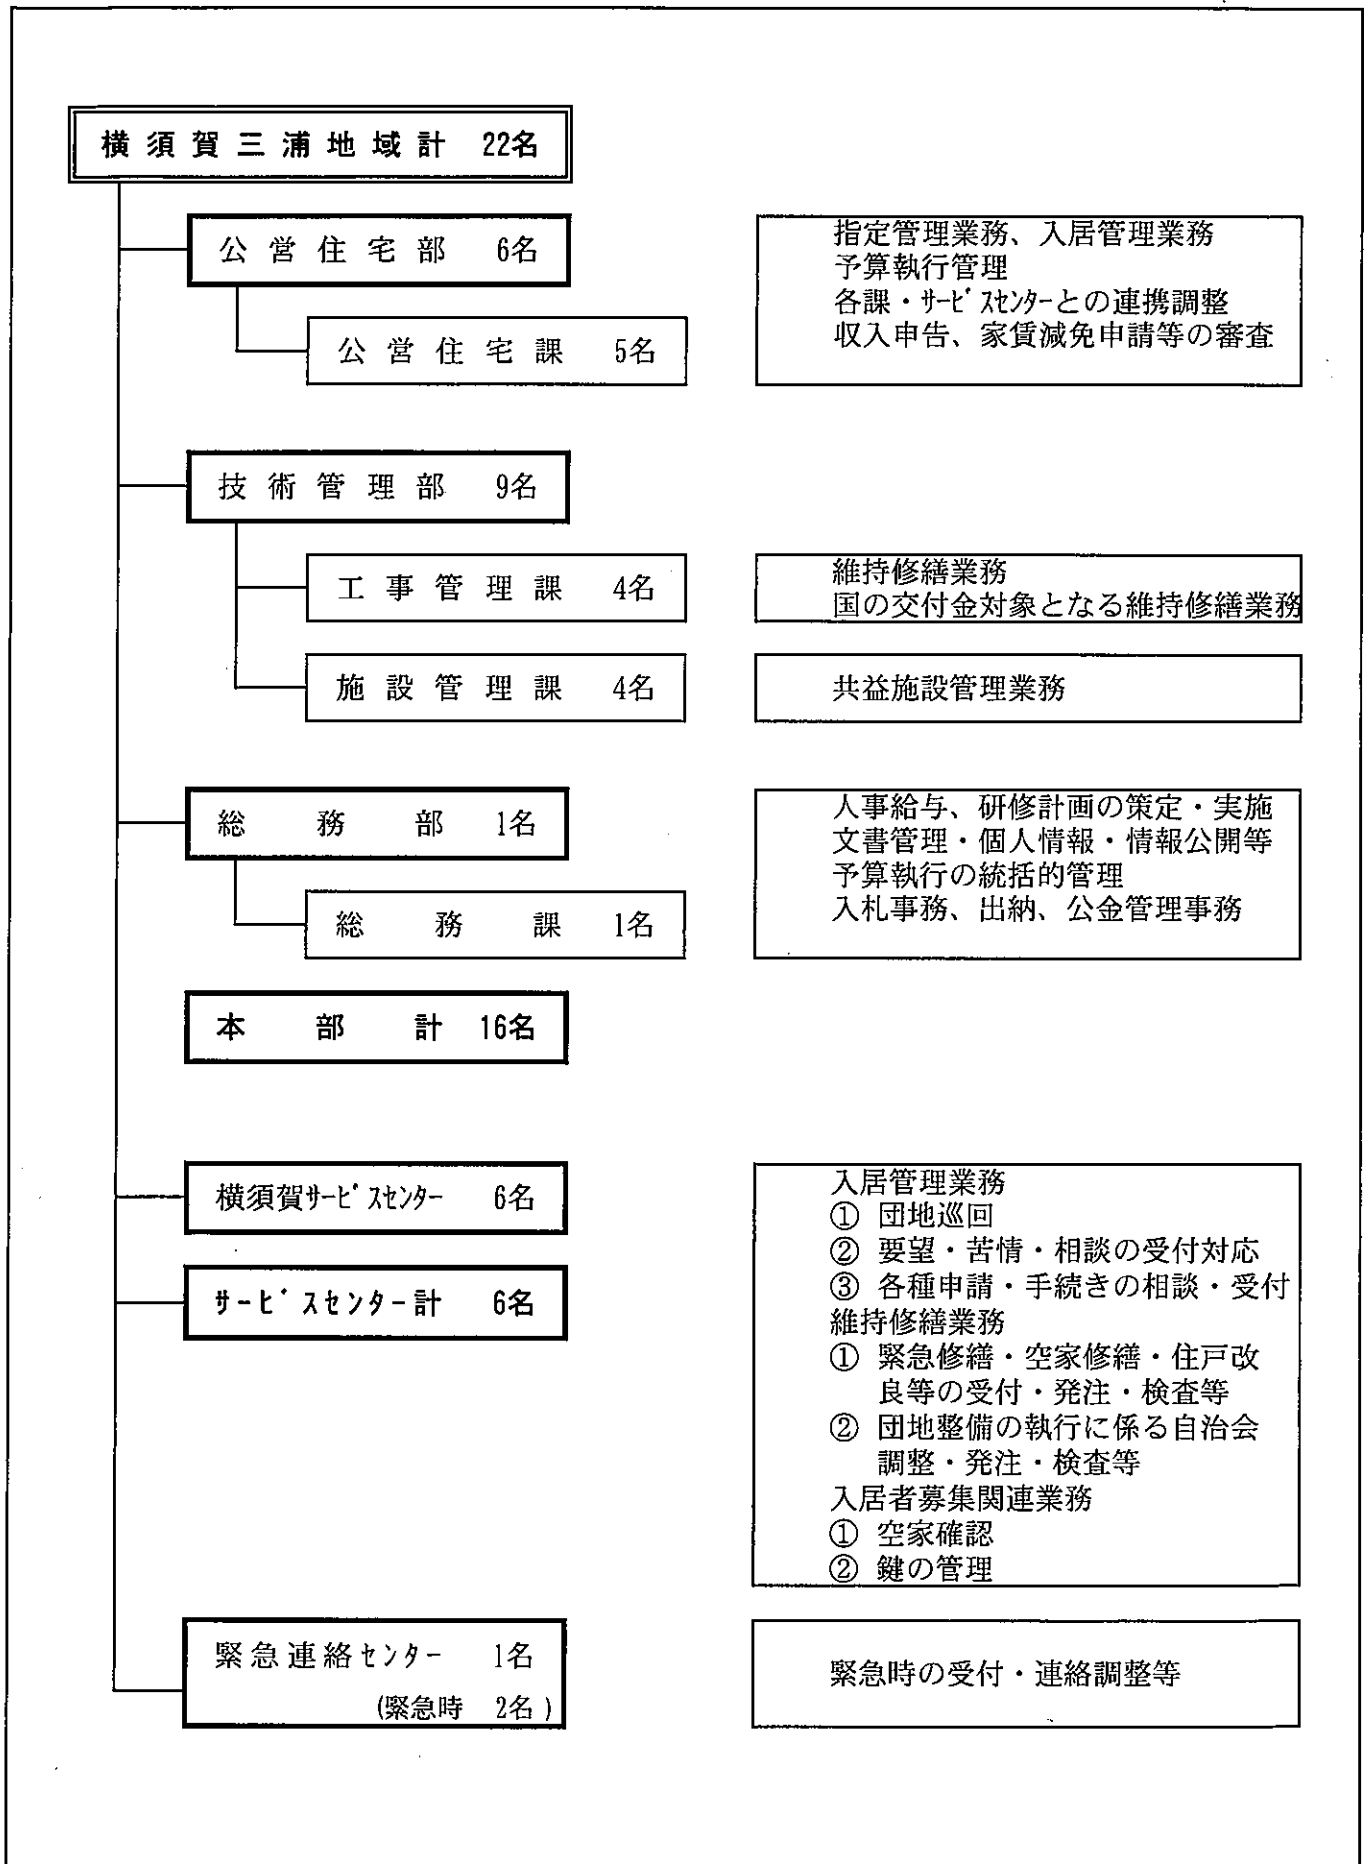 横須賀三浦地域計 22名
公営住宅部 6名
指定管理業務、入居管理業務
予算執行管理
各課・サービスセンターとの連携調整
収入申告、家賃減免申請等の審査
公営住宅課 5名
技術管理部 9名
工事管理課 4名
維持修繕業務
国の交付金対象となる維持修繕業務
施設管理課 4名
共益施設管理業務
総務部 1名
人事給与、研修計画の策定・実施
文書管理・個人情報・情報公開等
予算執行の統括的管理
入札事務、出納、公金管理事務
総務課 1名
本部計 16名
横須賀サービスセンター 6名
サービスセンター計 6名
入居管理業務
① 団地巡回
② 要望・苦情・相談の受付対応
③ 各種申請・手続きの相談・受付
維持修繕業務
① 緊急修繕・空家修繕・住戸改
良等の受付・発注・検査等
② 団地整備の執行に係る自治会
調整・発注・検査等
入居者募集関連業務
① 空家確認
② 鍵の管理
緊急連絡センター 1名
(緊急時 2名)
緊急時の受付・連絡調整等